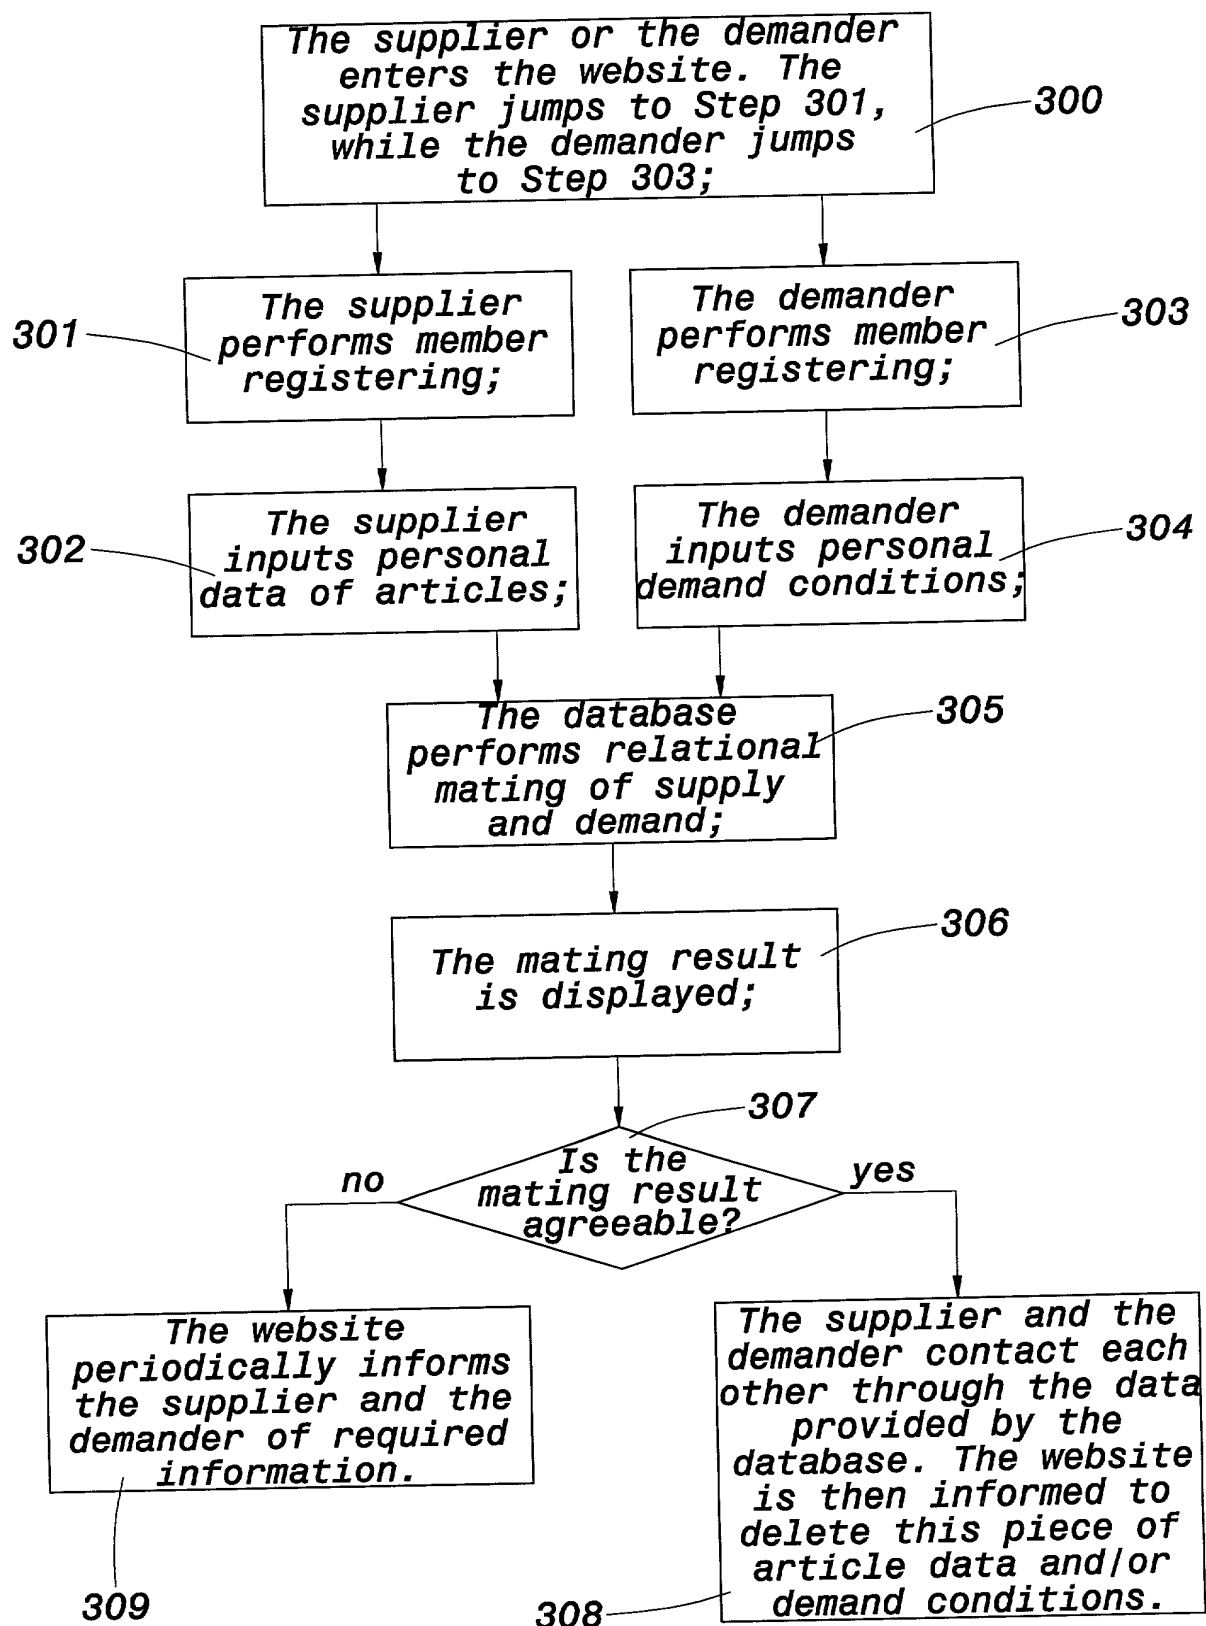 The supplier or the demander
enters the website. The
supplier jumps to Step 301,
while the demander jumps
to Step 303;
300
The supplier
performs member
registering;
301
The demander
performs member
registering;
303
The supplier
inputs personal
data of articles;
302
The demander
inputs personal
demand conditions;
304
The database
performs relational
mating of supply
and demand;
305
The mating result
is displayed;
306
307
Is the
mating result
agreeable?
no
yes
The website
periodically informs
the supplier and the
demander of required
information.
309
The supplier and the
demander contact each
other through the data
provided by the
database. The website
is then informed to
delete this piece of
article data and/or
demand conditions.
308